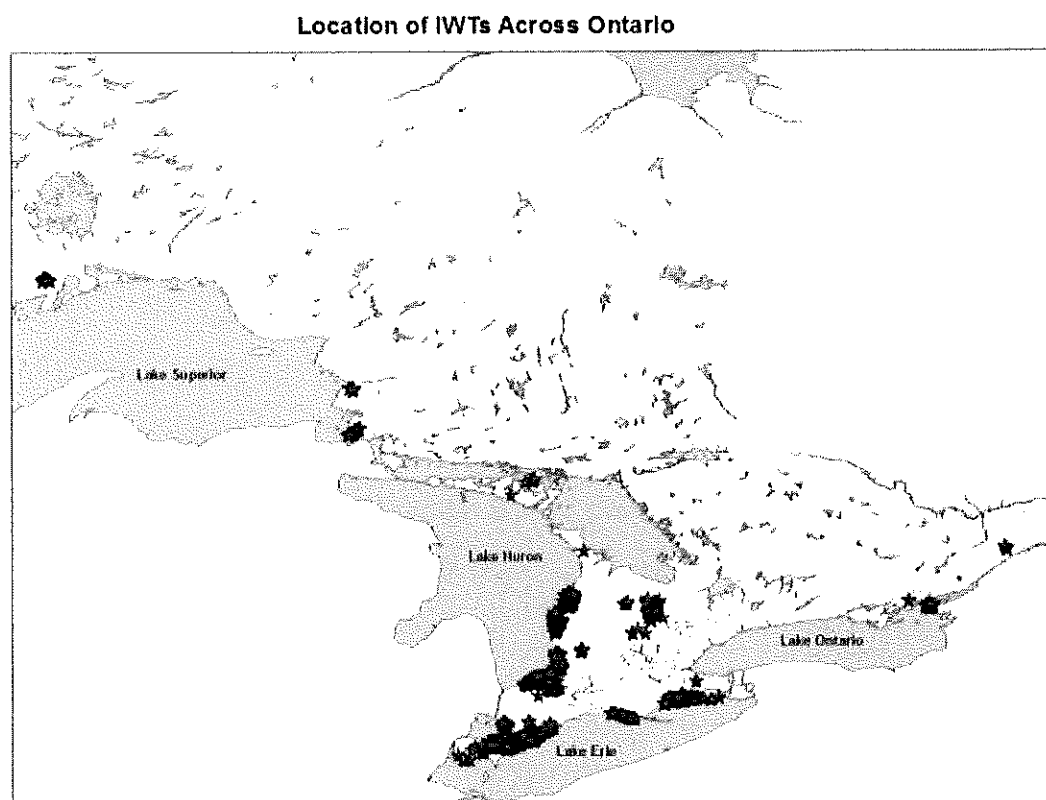 Location of IWTs Across Ontario
Lake Superior
Lake Huron
Lake Ontario
Lake Erie